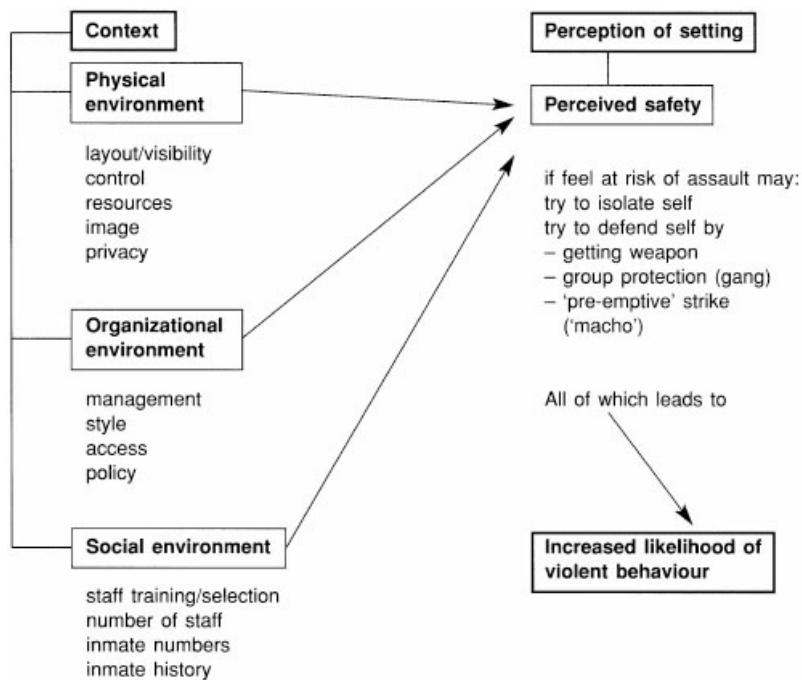 Context
Physical
environment
layout/visibility
control
resources
image
privacy
Organizational
environment
management
style
access
policy
Social environment
staff training/selection
number of staff
inmate numbers
inmate history
Perception of setting
Perceived safety
if feel at risk of assault may:
try to isolate self
try to defend self by
– getting weapon
– group protection (gang)
– ‘pre-emptive’ strike
(‘macho’)
All of which leads to
Increased likelihood of
violent behaviour